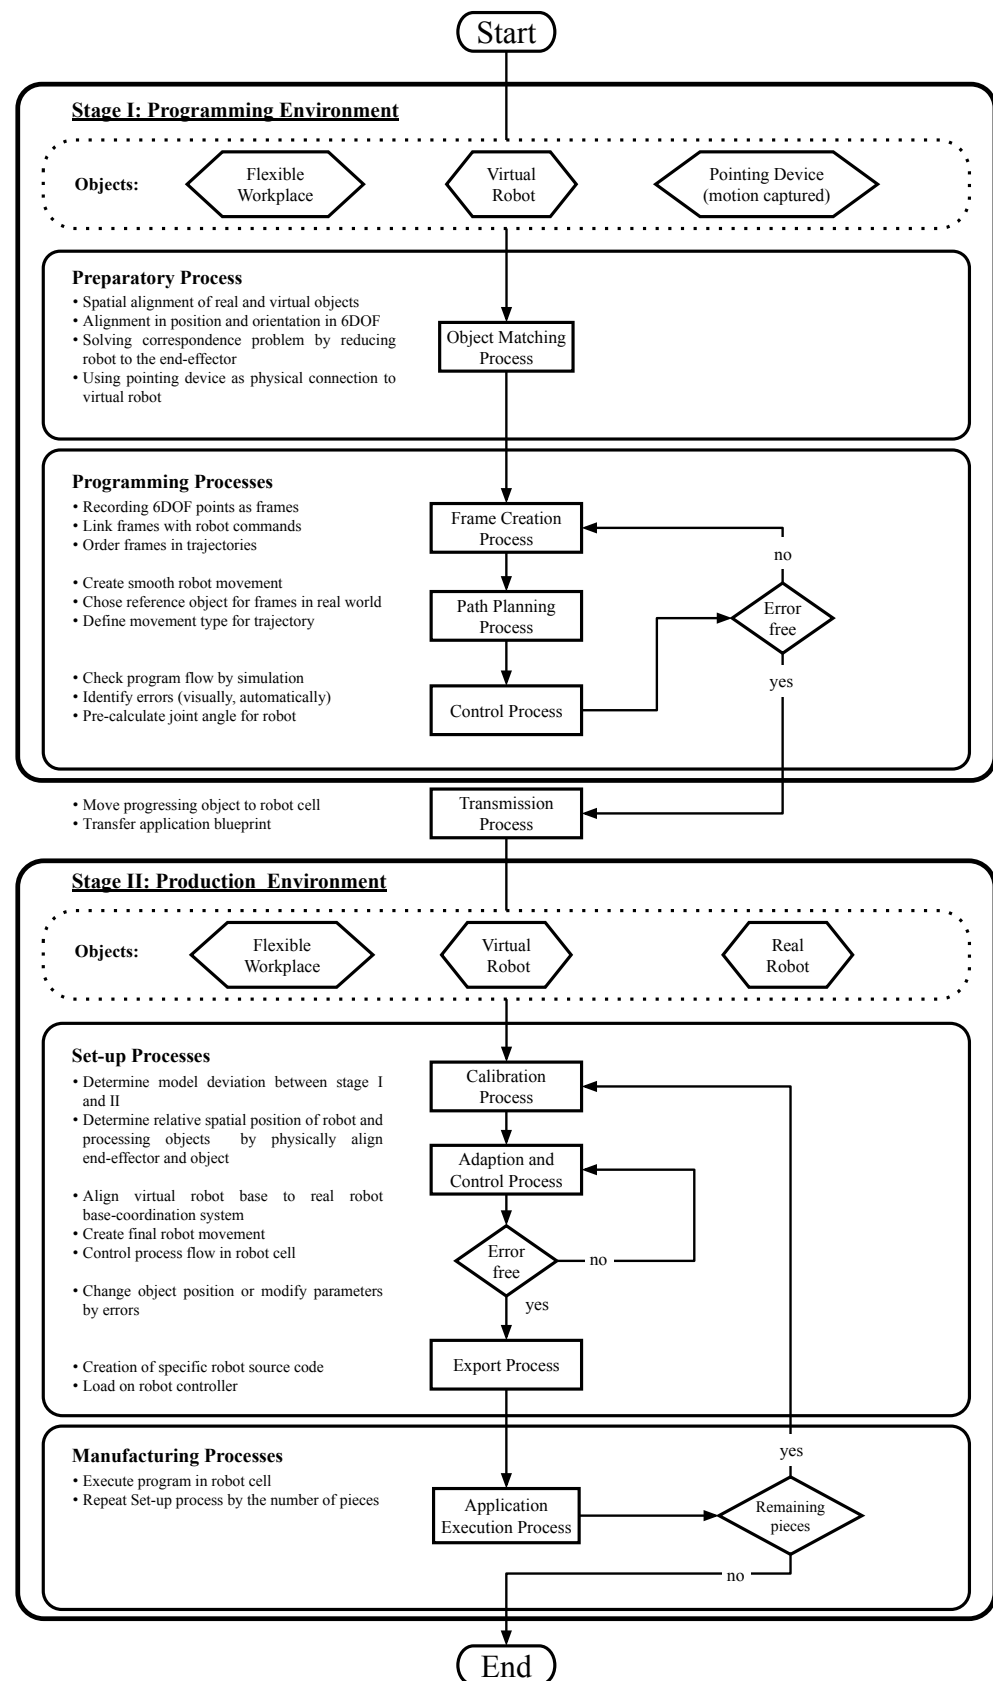 Start
Stage I: Programming Environment
Objects:
Flexible
Workplace
Virtual
Robot
Pointing Device
(motion captured)
Preparatory Process
• Spatial alignment of real and virtual objects
• Alignment in position and orientation in 6DOF
• Solving correspondence problem by reducing
robot to the end-effector
• Using pointing device as physical connection to
virtual robot
Object Matching
Process
Programming Processes
• Recording 6DOF points as frames
• Link frames with robot commands
• Order frames in trajectories
Frame Creation
Process
no
• Create smooth robot movement
• Chose reference object for frames in real world
• Define movement type for trajectory
Path Planning
Process
Error
free
yes
• Check program flow by simulation
• Identify errors (visually, automatically)
• Pre-calculate joint angle for robot
Control Process
• Move progressing object to robot cell
• Transfer application blueprint
Transmission
Process
Stage II: Production Environment
Objects:
Flexible
Workplace
Virtual
Robot
Real
Robot
Set-up Processes
• Determine model deviation between stage I
and II
• Determine relative spatial position of robot and
processing objects by physically align
end-effector and object
Calibration
Process
Adaption and
Control Process
• Align virtual robot base to real robot
base-coordination system
• Create final robot movement
• Control process flow in robot cell
Error
free
no
• Change object position or modify parameters
by errors
yes
• Creation of specific robot source code
• Load on robot controller
Export Process
Manufacturing Processes
• Execute program in robot cell
• Repeat Set-up process by the number of pieces
yes
Application
Execution Process
Remaining
pieces
no
End